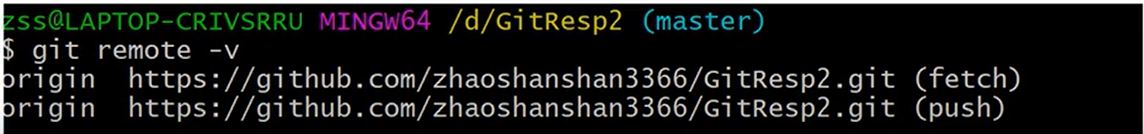 zss@LAPTOP-CRIVSRRU MINGW64 /d/GitResp2 (master)
$ git remote -v
origin  https://github.com/zhaoshanshan3366/GitResp2.git (fetch)
origin  https://github.com/zhaoshanshan3366/GitResp2.git (push)